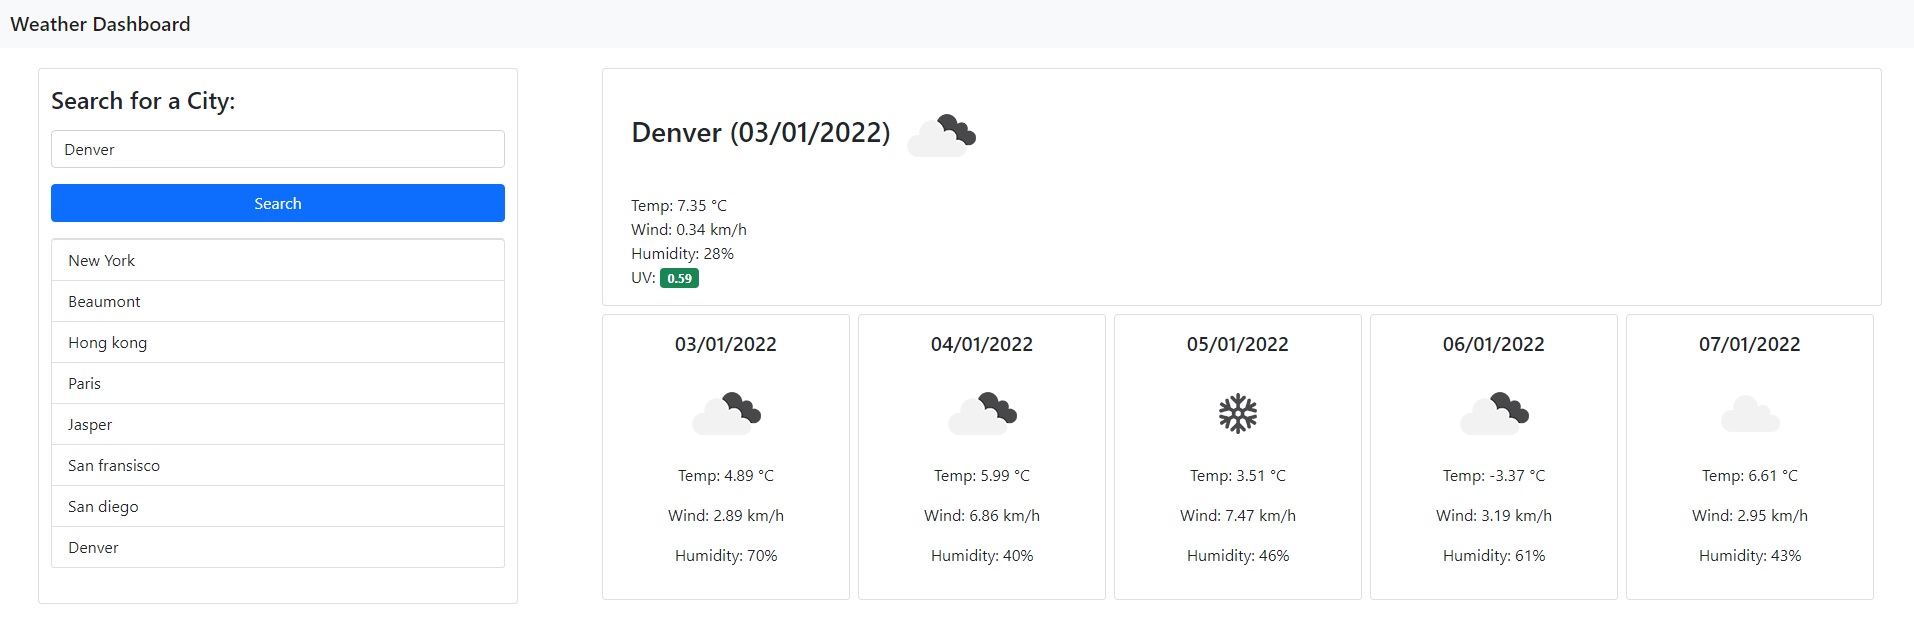 Weather Dashboard
Search for a City:
Denver
Search
New York
Beaumont
Hong kong
Paris
Jasper
San fransisco
San diego
Denver
Denver (03/01/2022)
Temp: 7.35 °C
Wind: 0.34 km/h
Humidity: 28%
UV: 0.59
03/01/2022
Temp: 4.89 °C
Wind: 2.89 km/h
Humidity: 70%
04/01/2022
Temp: 5.99 °C
Wind: 6.86 km/h
Humidity: 40%
05/01/2022
Temp: 3.51 °C
Wind: 7.47 km/h
Humidity: 46%
06/01/2022
Temp: -3.37 °C
Wind: 3.19 km/h
Humidity: 61%
07/01/2022
Temp: 6.61 °C
Wind: 2.95 km/h
Humidity: 43%